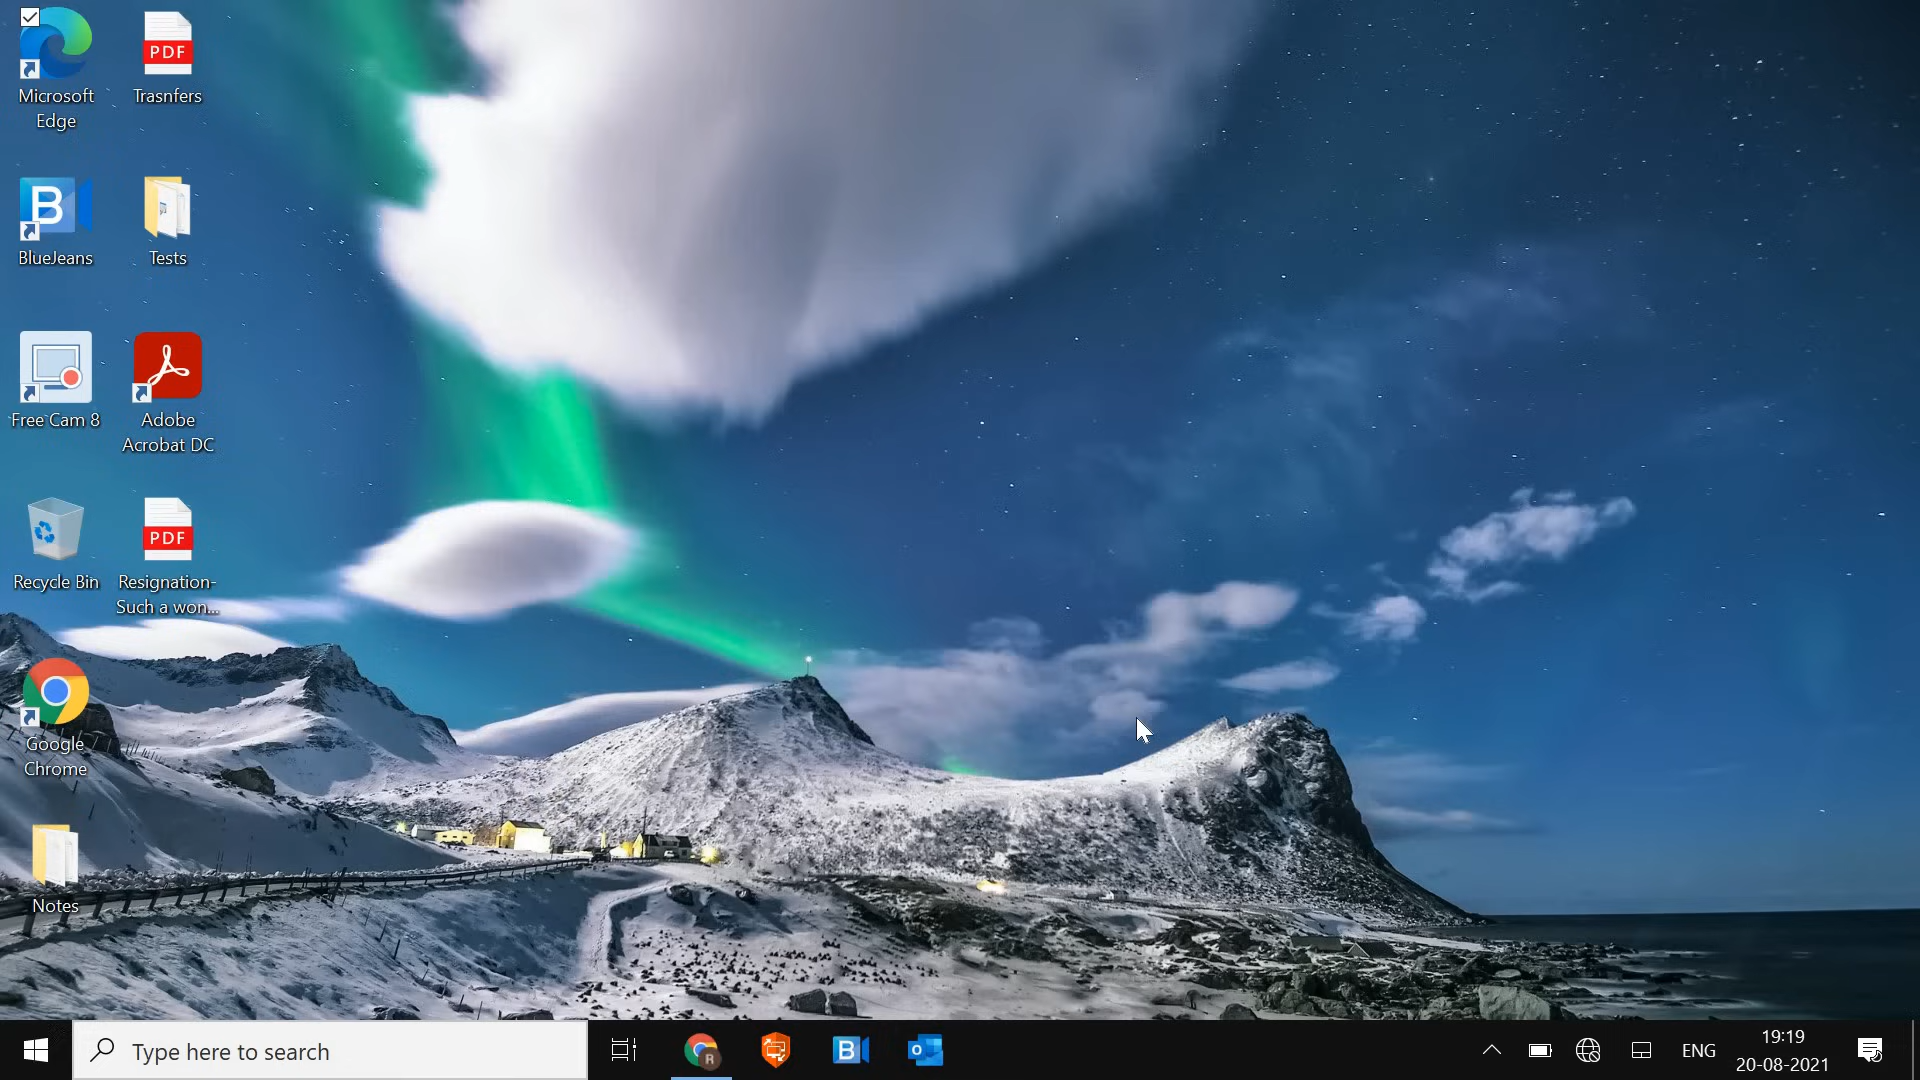 Microsoft
Edge
PDF
Trasnfers
B
BlueJeans
Tests
Free Cam 8
Adobe
Acrobat DC
Recycle Bin
PDF
Resignation-
Such a won...
Google
Chrome
Notes
Type here to search
R
B
O
ENG
19:19
20-08-2021